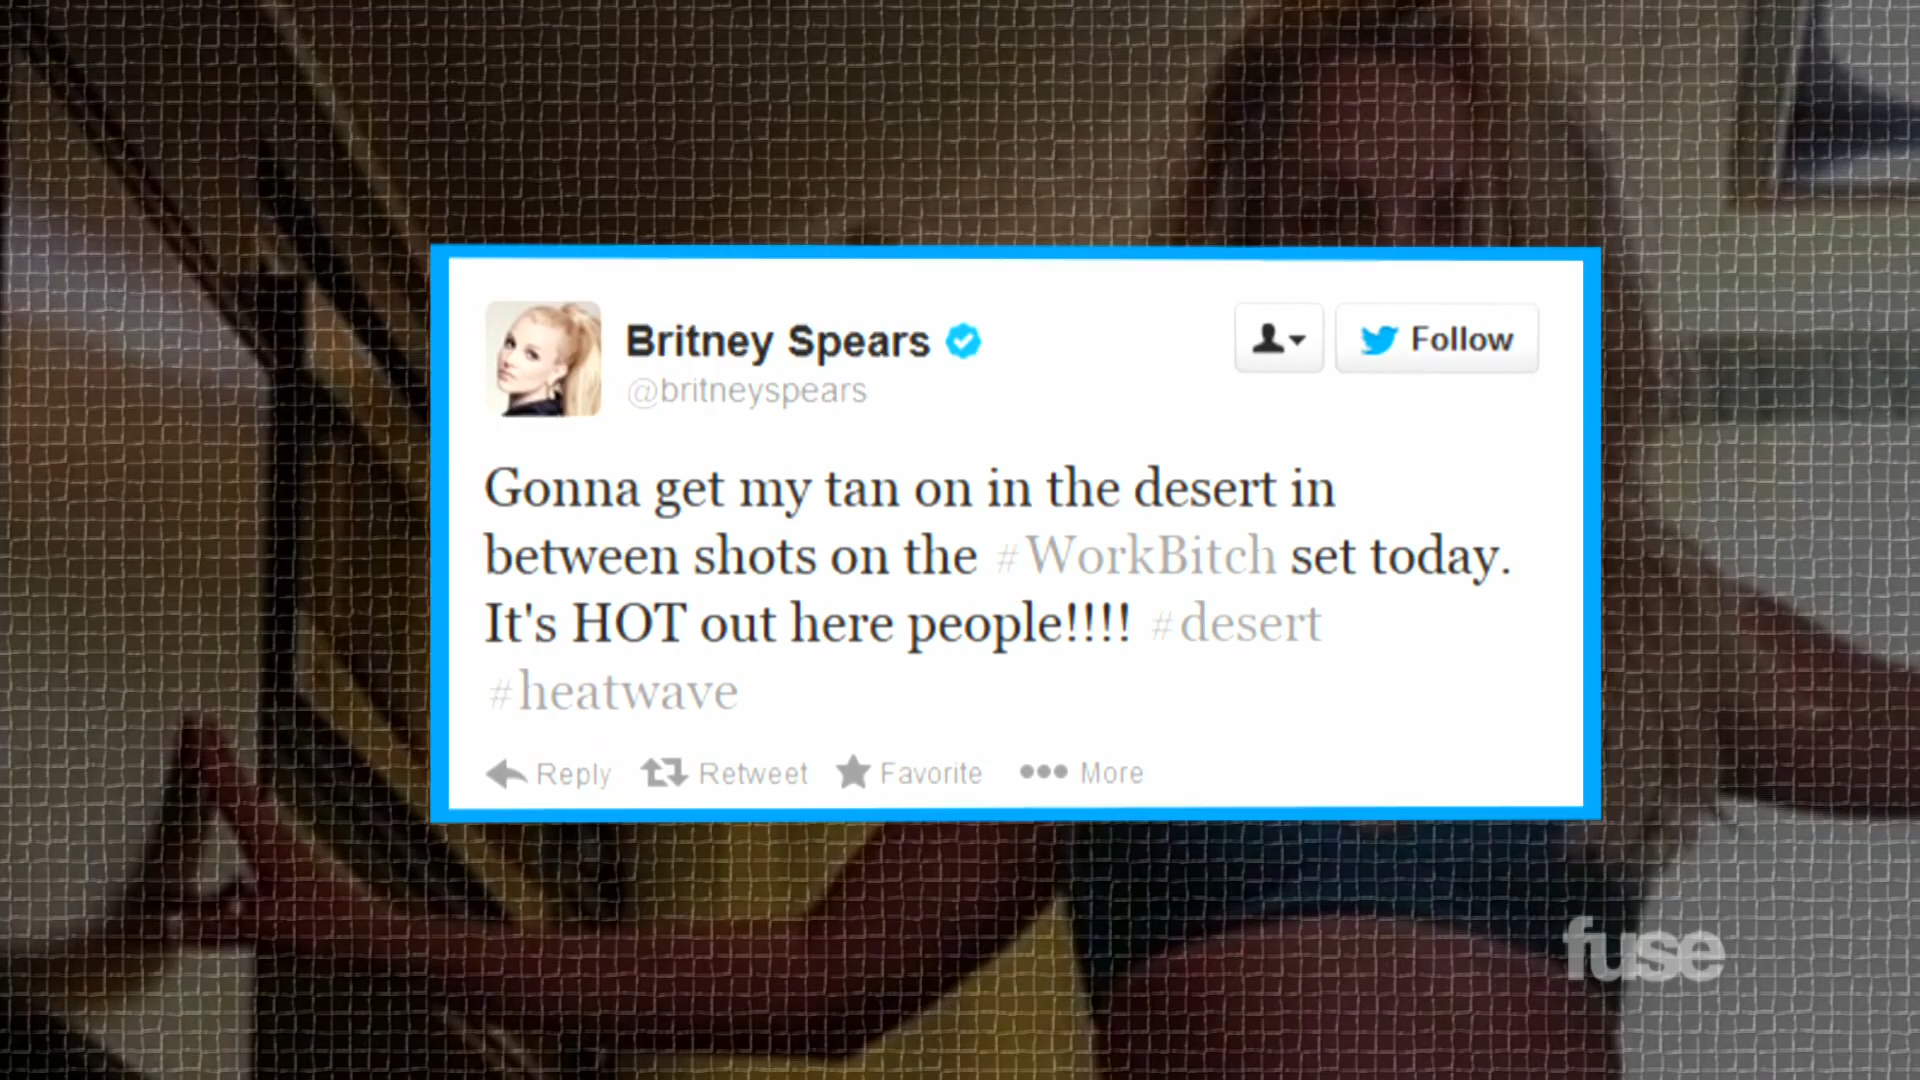 Britney Spears
@britneyspears
Follow
Gonna get my tan on in the desert in
between shots on the #WorkBitch set today.
It's HOT out here people!!!! #desert
#heatwave
Reply Retweet Favorite More
fuse